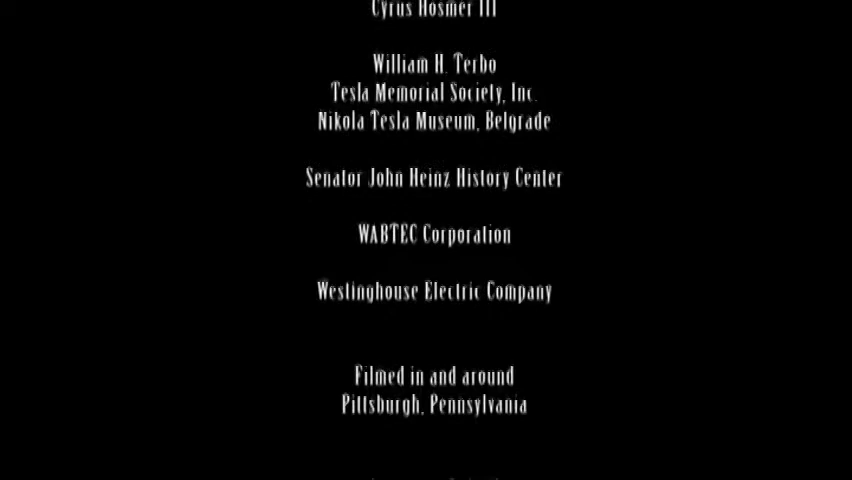 Cyrus Hosmer III
William H. Terbo
Tesla Memorial Society, Inc.
Nikola Tesla Museum, Belgrade
Senator John Heinz History Center
WABTEC Corporation
Westinghouse Electric Company
Filmed in and around
Pittsburgh, Pennsylvania